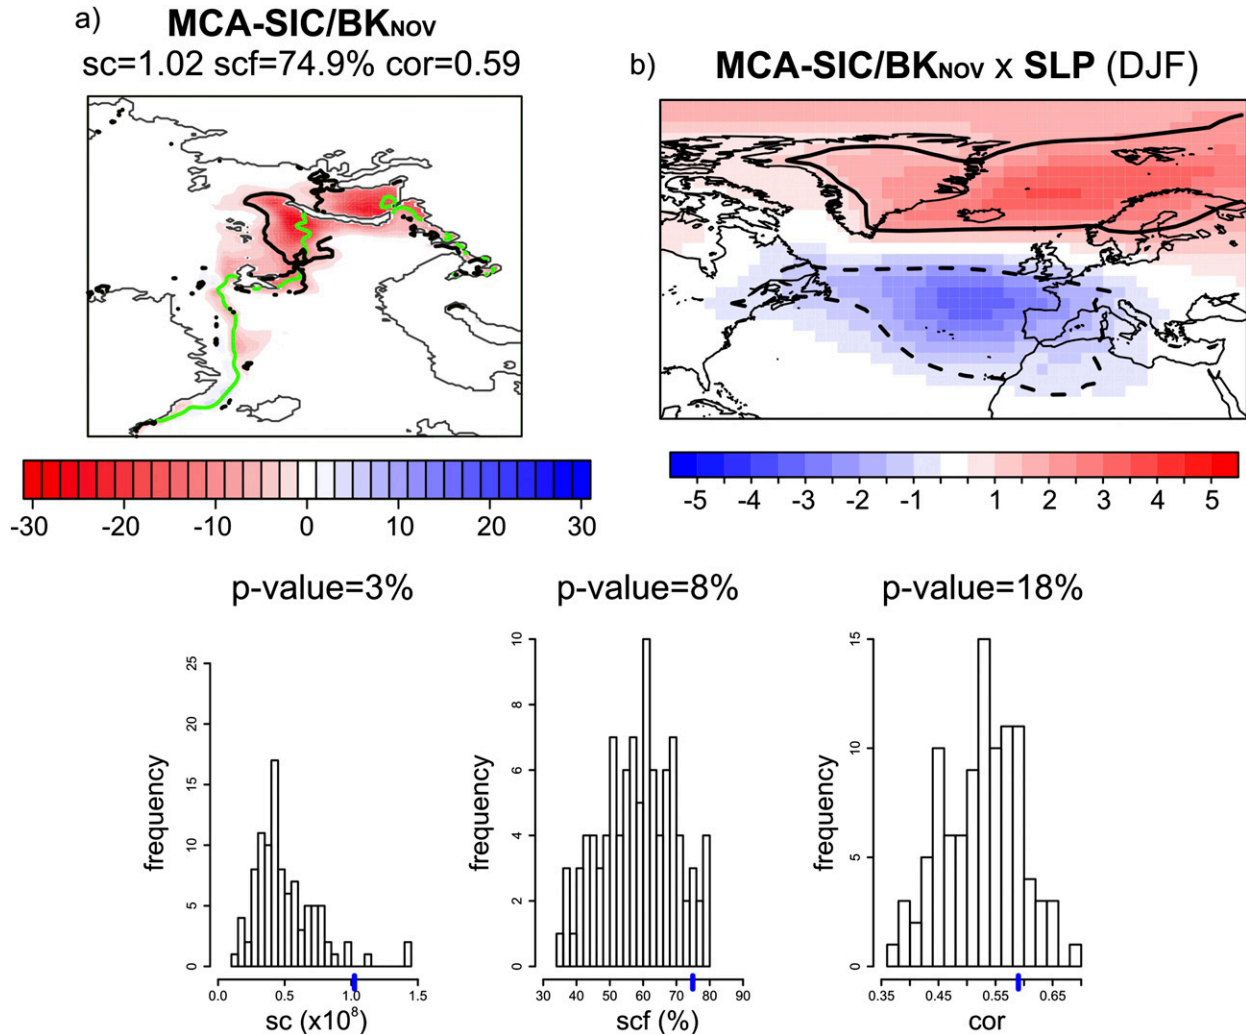 a) MCA-SIC/BKNOV
sc=1.02 scf=74.9% cor=0.59
b) MCA-SIC/BKNOV x SLP (DJF)
-30 -20 -10 0 10 20 30
-5 -4 -3 -2 -1 1 2 3 4 5
p-value=3%
frequency
0 5 10 15 20 25
0.0 0.5 1.0 1.5
sc (x10⁸)
p-value=8%
frequency
0 2 4 6 8 10
30 40 50 60 70 80 90
scf (%)
p-value=18%
frequency
0 5 10 15
0.35 0.45 0.55 0.65
cor